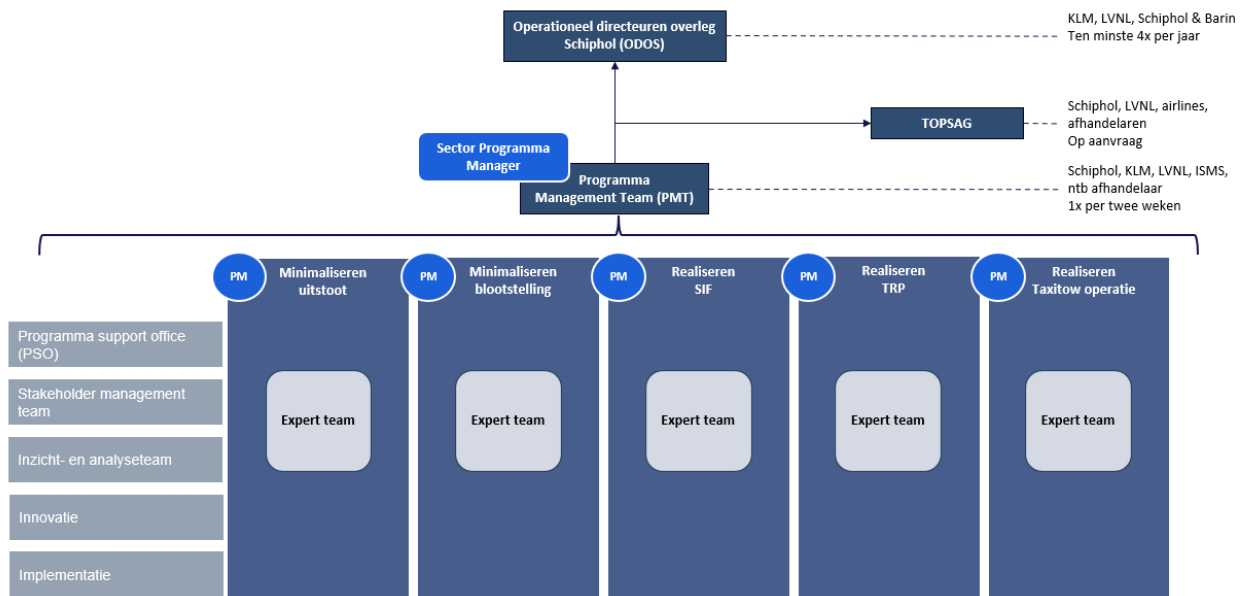 Operationeel directeuren overleg
Schiphol (ODOS)
KLM, LVNL, Schiphol & Barin
Ten minste 4x per jaar
TOPSAG
Schiphol, LVNL, airlines,
afhandelaren
Op aanvraag
Sector Programma
Manager
Programma
Management Team (PMT)
Schiphol, KLM, LVNL, ISMS,
ntb afhandelaar
1x per twee weken
PM
Minimaliseren
uitstoot
PM
Minimaliseren
blootstelling
PM
Realiseren
SIF
PM
Realiseren
TRP
PM
Realiseren
Taxitow operatie
Programma support office
(PSO)
Stakeholder management
team
Inzicht- en analyseteam
Innovatie
Implementatie
Expert team
Expert team
Expert team
Expert team
Expert team